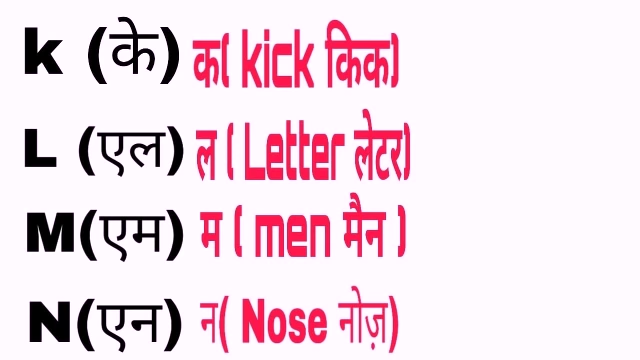 k (के) क( kick किक)
L (एल) ल ( Letter लेटर)
M(एम) म ( men मैन )
N(एन) न( Nose नोज़)